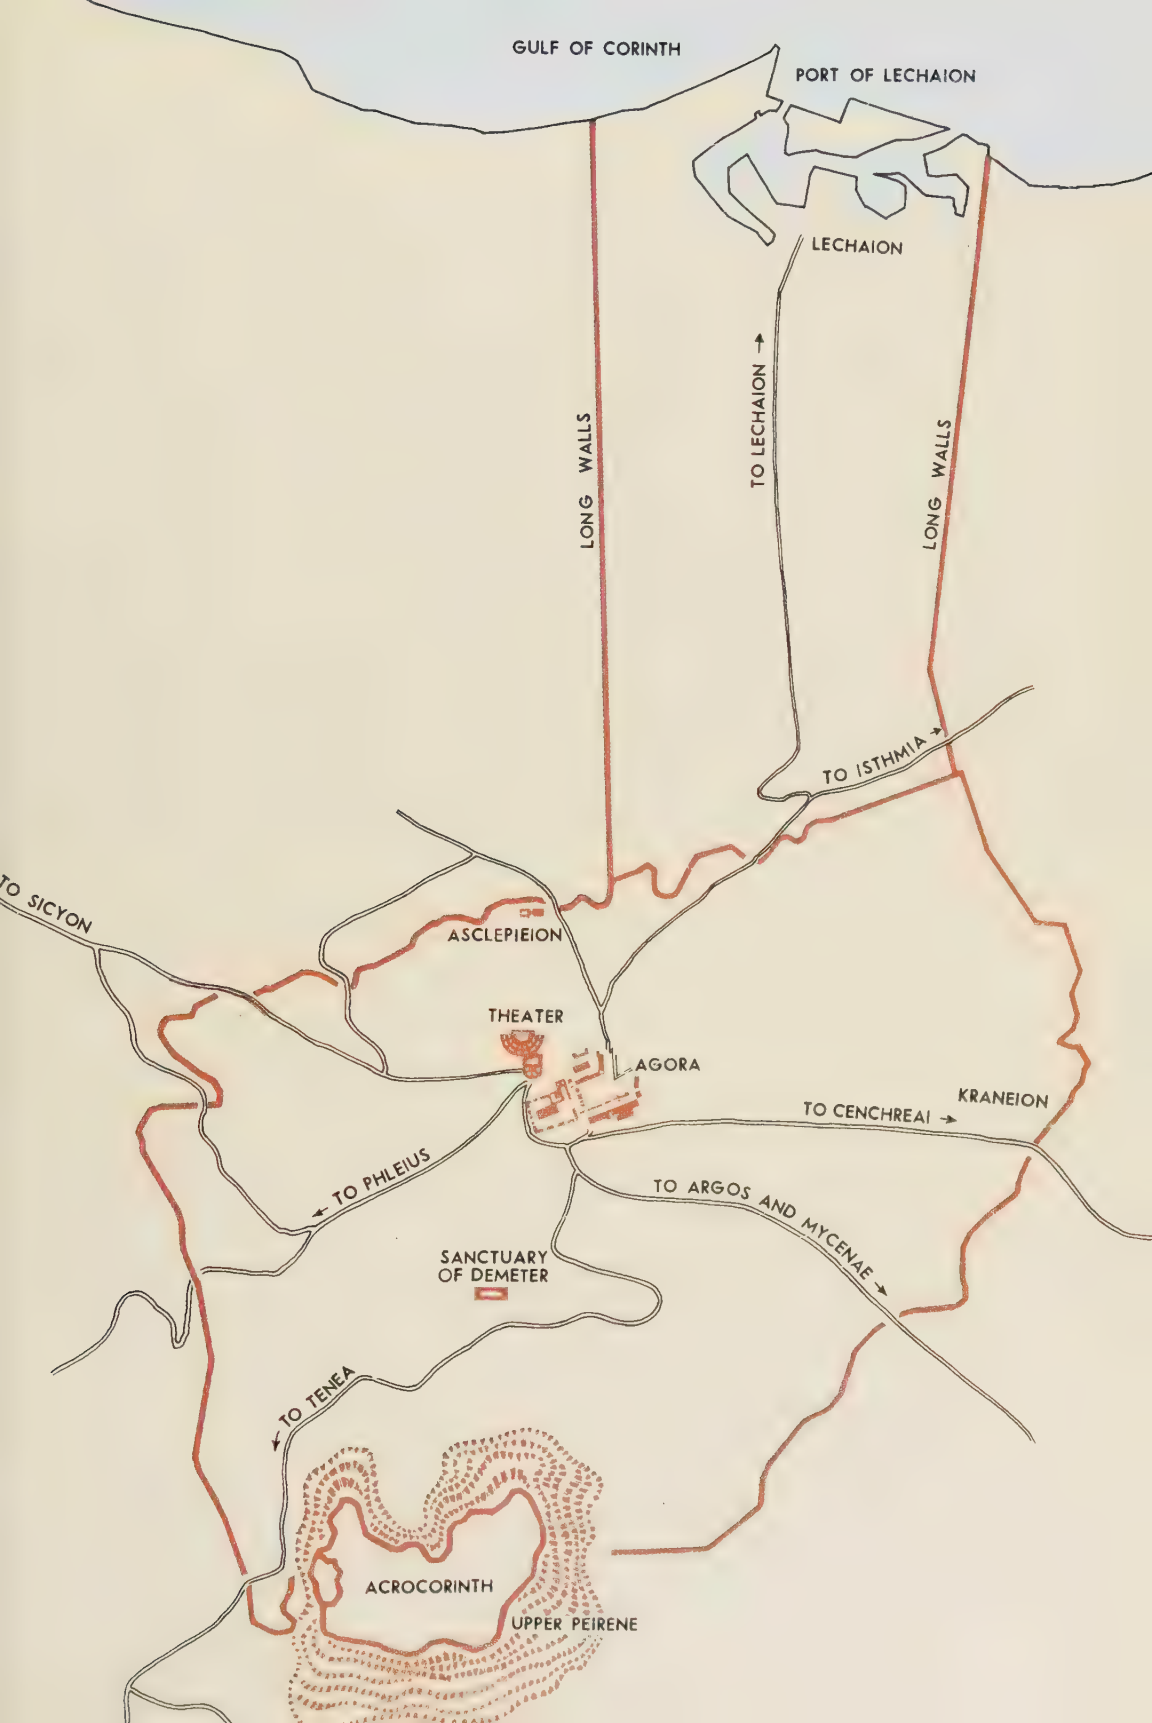 GULF OF CORINTH
PORT OF LECHAION
LECHAION
TO LECHAION →
LONG WALLS
LONG WALLS
TO ISTHMIA →
TO SICYON
ASCLEPIEION
THEATER
AGORA
KRANEION
TO CENCHREAI →
← TO PHLEIUS
TO ARGOS AND MYCENAE →
SANCTUARY
OF DEMETER
← TO TENEA
ACROCORINTH
UPPER PEIRENE